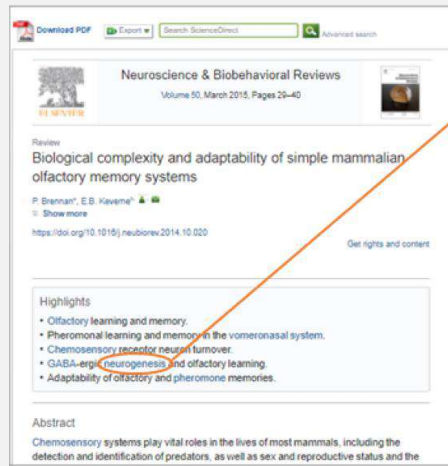 Download PDF
Export
Search ScienceDirect
Advanced search
Neuroscience & Biobehavioral Reviews
Volume 50, March 2015, Pages 29–40
ELSEVIER
Review
Biological complexity and adaptability of simple mammalian
olfactory memory systems
P. Brennan, E.B. Keverne
Show more
https://doi.org/10.1016/j.neubiorev.2014.10.020
Get rights and content
Highlights
• Olfactory learning and memory.
• Pheromonal learning and memory in the vomeronasal system.
• Chemosensory receptor neuron turnover.
• GABA-ergic neurogenesis and olfactory learning.
• Adaptability of olfactory and pheromone memories.
Abstract
Chemosensory systems play vital roles in the lives of most mammals, including the
detection and identification of predators, as well as sex and reproductive status and the